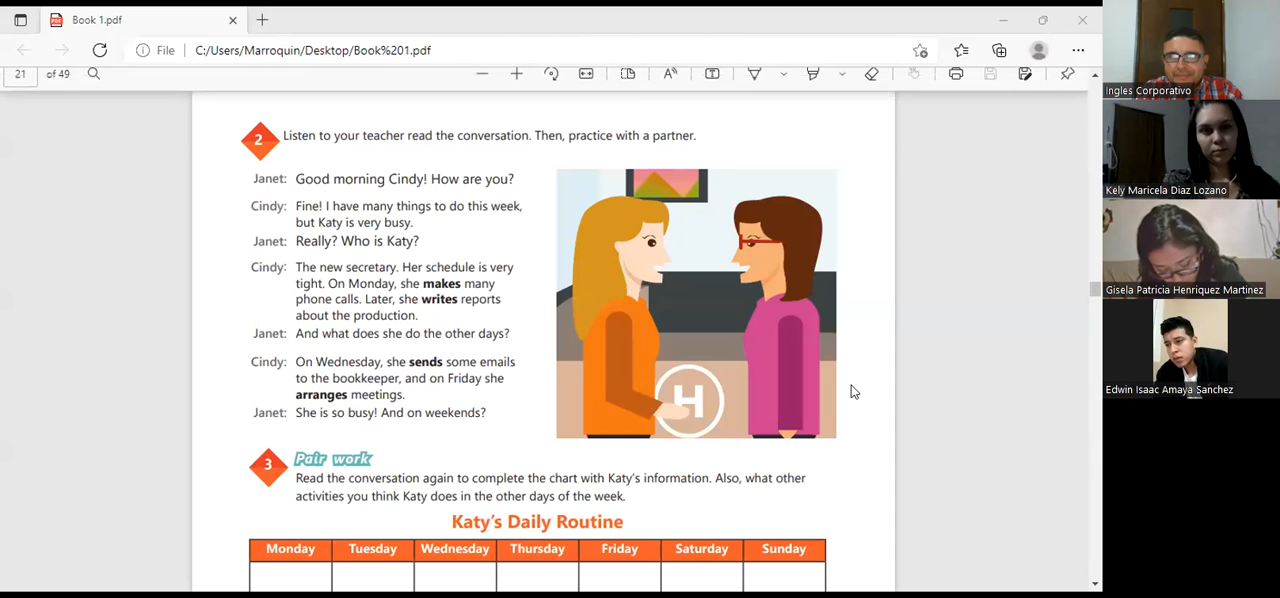 Book 1.pdf
File C:/Users/Marroquin/Desktop/Book%201.pdf
21 of 49
2 Listen to your teacher read the conversation. Then, practice with a partner.
Janet: Good morning Cindy! How are you?
Cindy: Fine! I have many things to do this week,
but Katy is very busy.
Janet: Really? Who is Katy?
Cindy: The new secretary. Her schedule is very
tight. On Monday, she makes many
phone calls. Later, she writes reports
about the production.
Janet: And what does she do the other days?
Cindy: On Wednesday, she sends some emails
to the bookkeeper, and on Friday she
arranges meetings.
Janet: She is so busy! And on weekends?
H
3 Pair work
Read the conversation again to complete the chart with Katy's information. Also, what other
activities you think Katy does in the other days of the week.
Katy's Daily Routine
Monday Tuesday Wednesday Thursday Friday Saturday Sunday
Ingles Corporativo
Kely Maricela Diaz Lozano
Gisela Patricia Henriquez Martinez
Edwin Isaac Amaya Sanchez